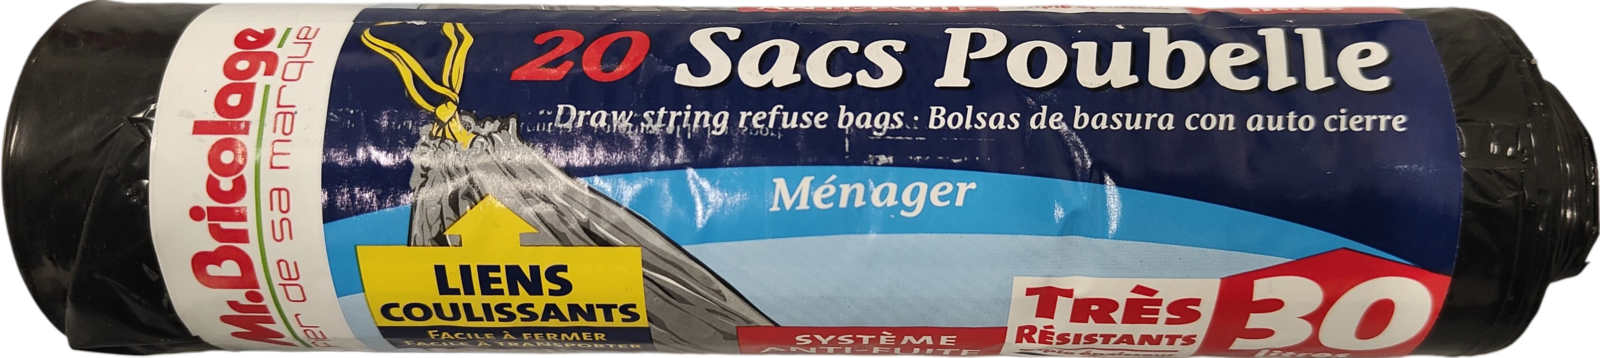 Mr.Bricolage
de sa marque
20 Sacs Poubelle
Draw string refuse bags : Bolsas de basura con auto cierre
Ménager
LIENS
COULISSANTS
FACILE À FERMER
FACILE À TRANSPORTER
SYSTÈME
ANTI-FUITE
TRÈS
RÉSISTANTS
30
litres